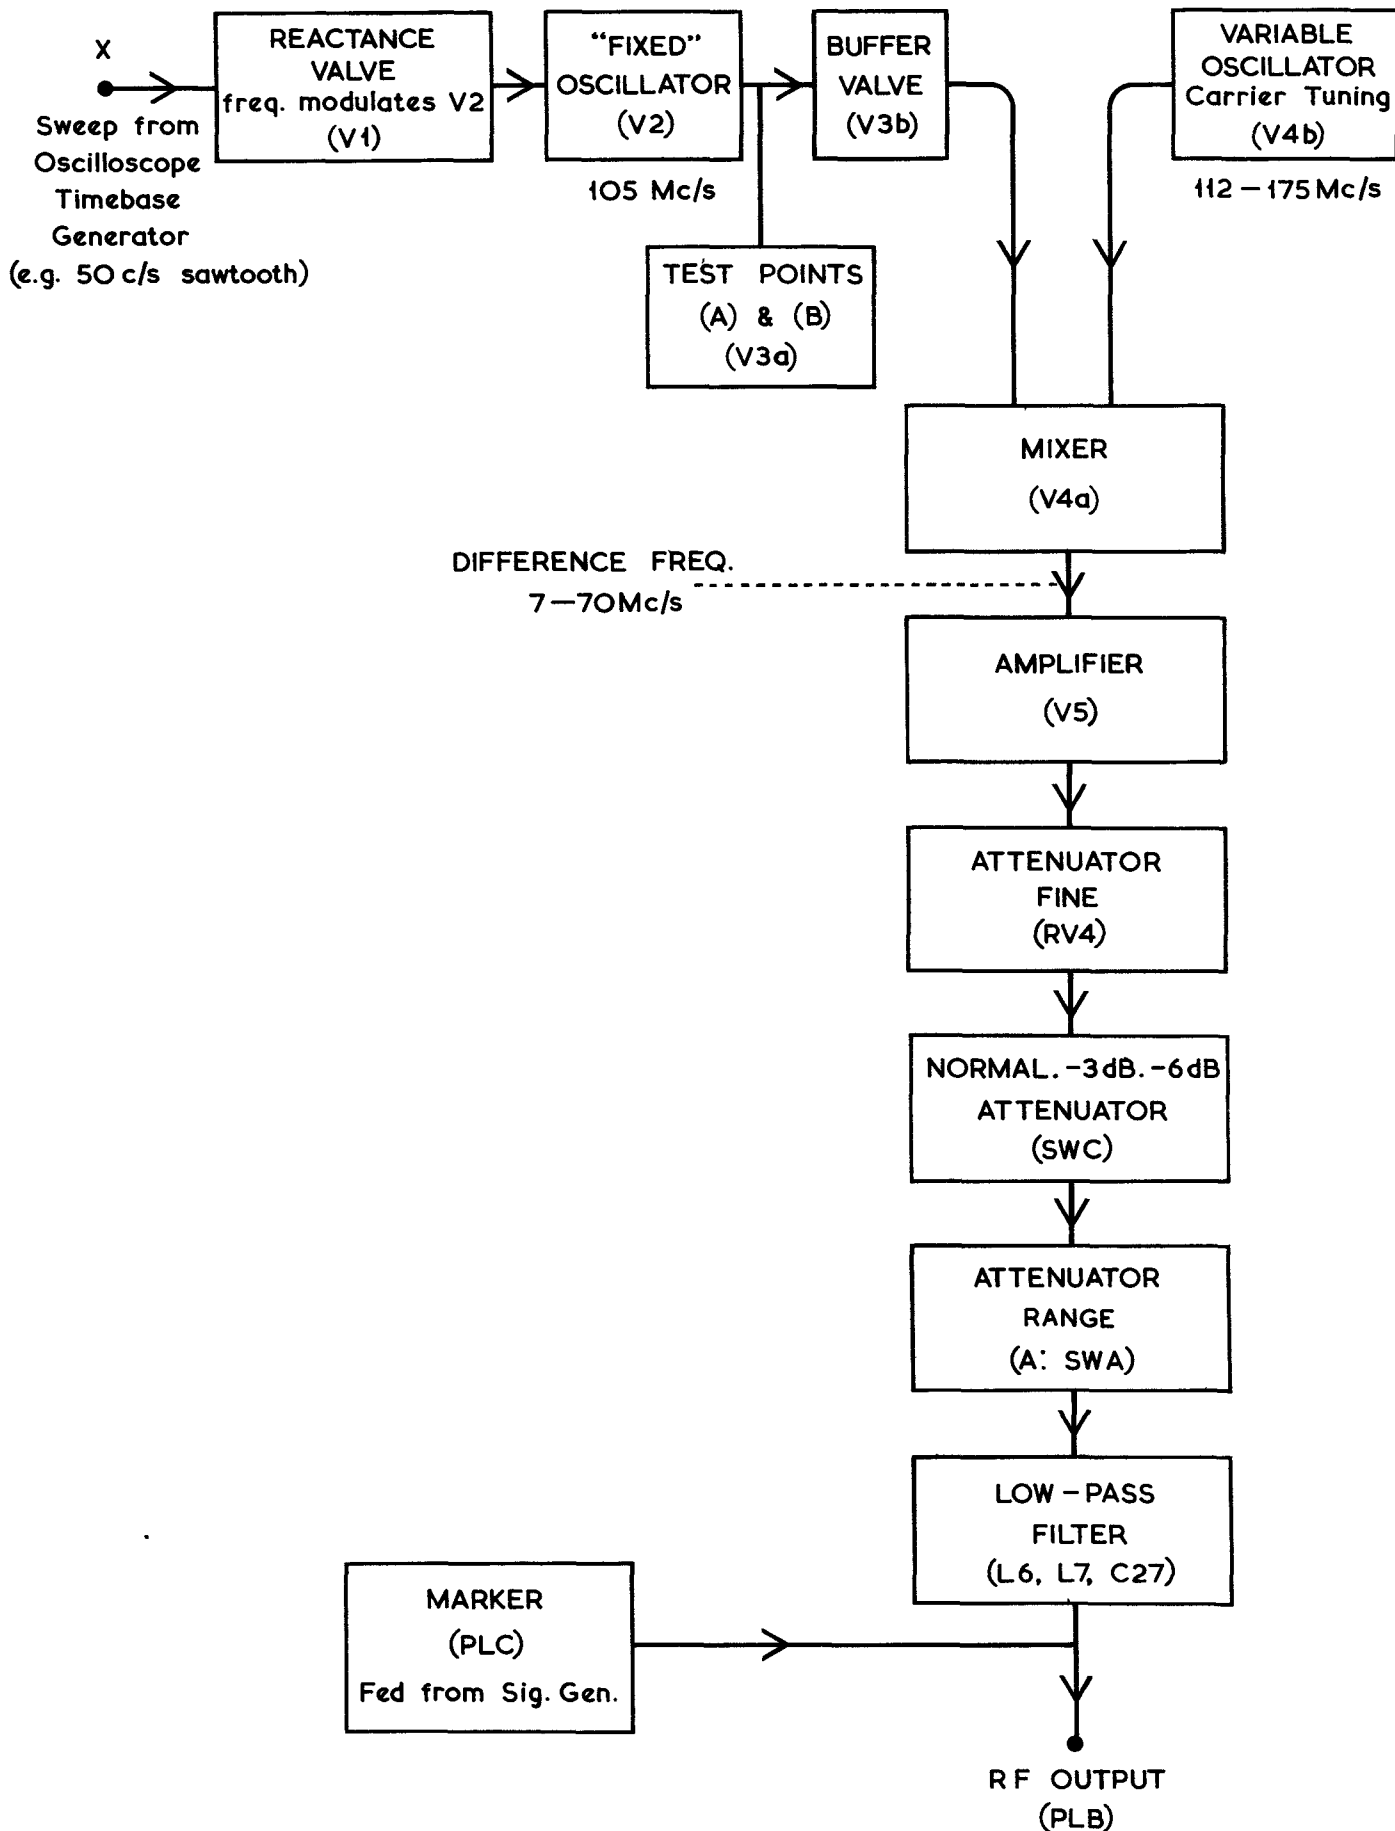 X
Sweep from
Oscilloscope
Timebase
Generator
(e.g. 50 c/s sawtooth)
REACTANCE
VALVE
freq. modulates V2
(V1)
"FIXED"
OSCILLATOR
(V2)
105 Mc/s
BUFFER
VALVE
(V3b)
VARIABLE
OSCILLATOR
Carrier Tuning
(V4b)
112-175 Mc/s
TEST POINTS
(A) & (B)
(V3a)
MIXER
(V4a)
DIFFERENCE FREQ.
7-70 Mc/s
AMPLIFIER
(V5)
ATTENUATOR
FINE
(RV4)
NORMAL. -3dB. -6dB
ATTENUATOR
(SWC)
ATTENUATOR
RANGE
(A: SWA)
LOW-PASS
FILTER
(L6, L7, C27)
MARKER
(PLC)
Fed from Sig. Gen.
RF OUTPUT
(PLB)